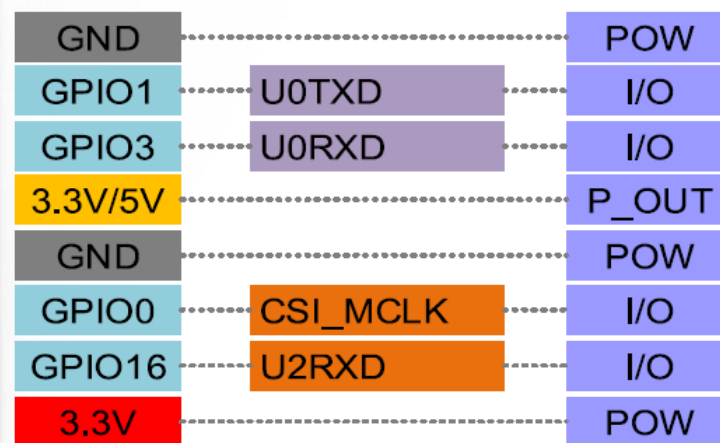 GND POW
GPIO1 U0TXD I/O
GPIO3 U0RXD I/O
3.3V/5V P_OUT
GND POW
GPIO0 CSI_MCLK I/O
GPIO16 U2RXD I/O
3.3V POW